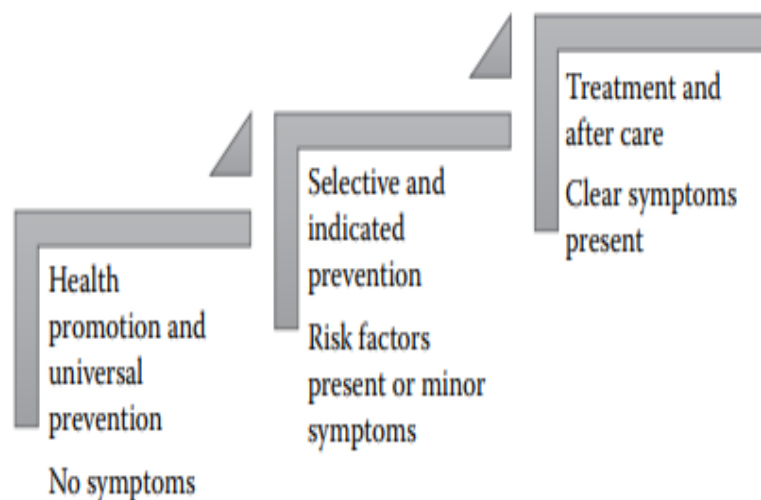 Health
promotion and
universal
prevention
No symptoms
Selective and
indicated
prevention
Risk factors
present or minor
symptoms
Treatment and
after care
Clear symptoms
present